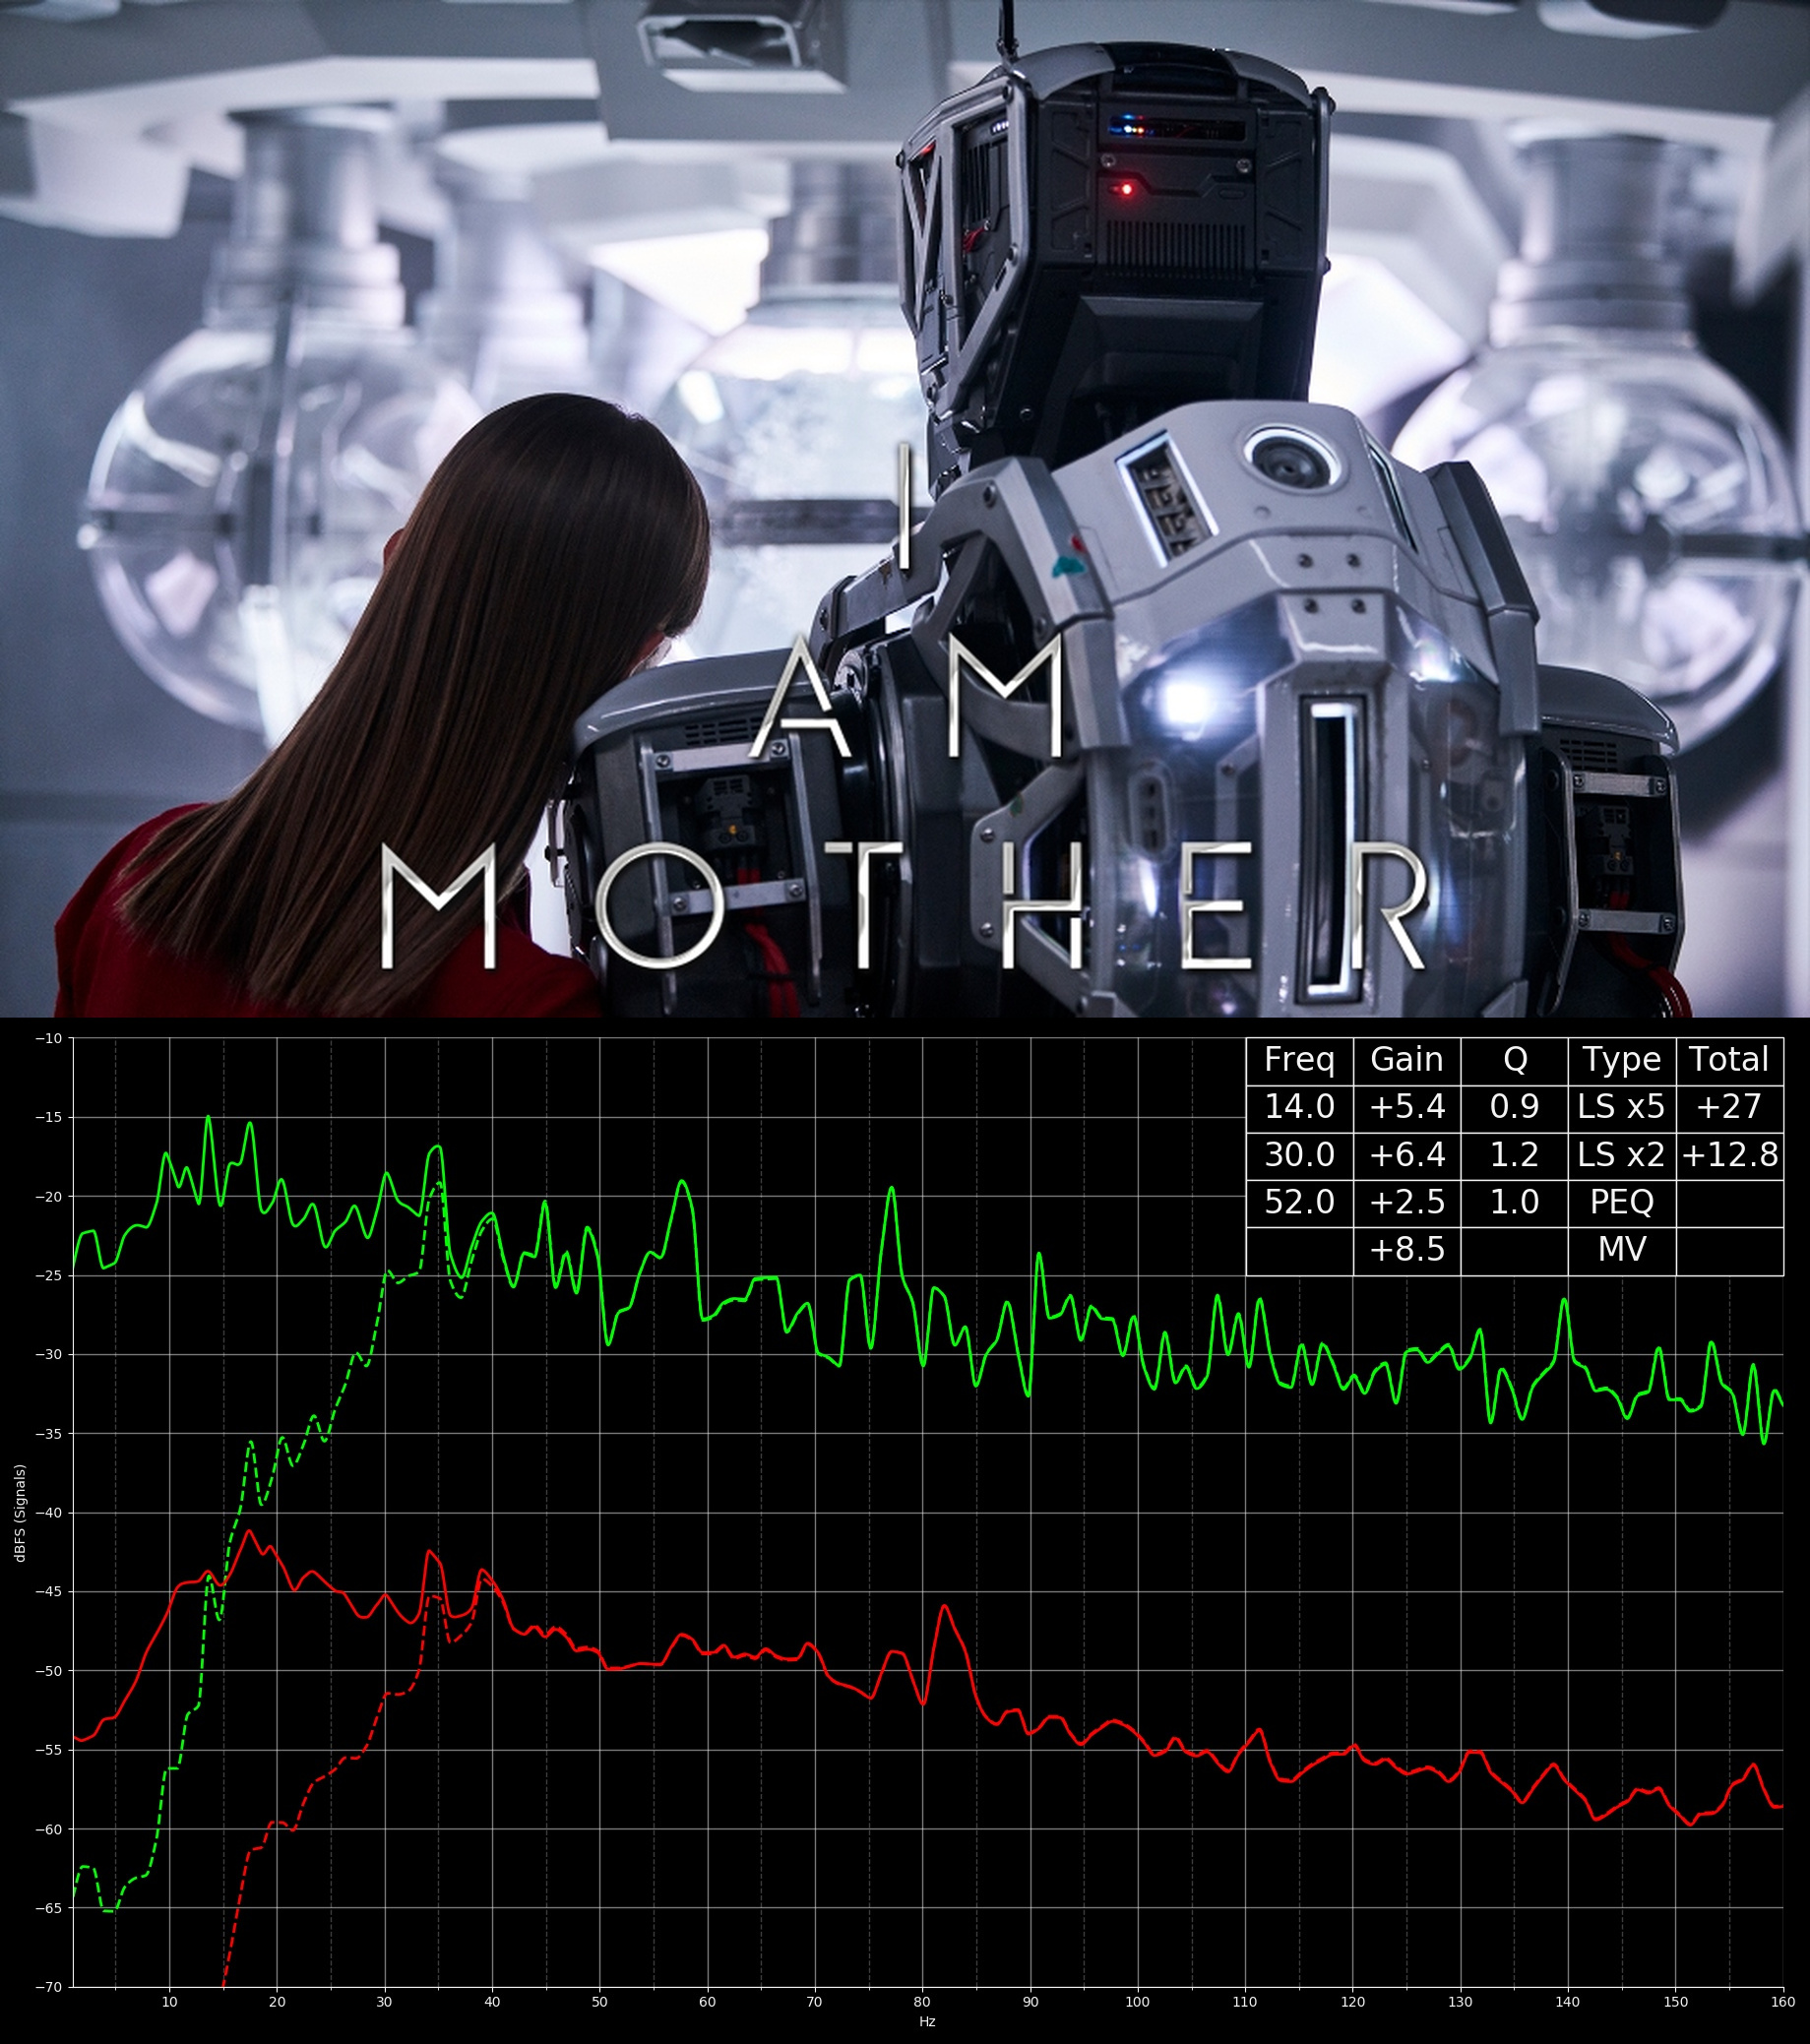 I
AM
MOTHER
Freq Gain Q Type Total
14.0 +5.4 0.9 LS x5 +27
30.0 +6.4 1.2 LS x2 +12.8
52.0 +2.5 1.0 PEQ
+8.5 MV
−10
−15
−20
−25
−30
−35
−40
−45
−50
−55
−60
−65
−70
dBFS (Signals)
10 20 30 40 50 60 70 80 90 100 110 120 130 140 150 160
Hz